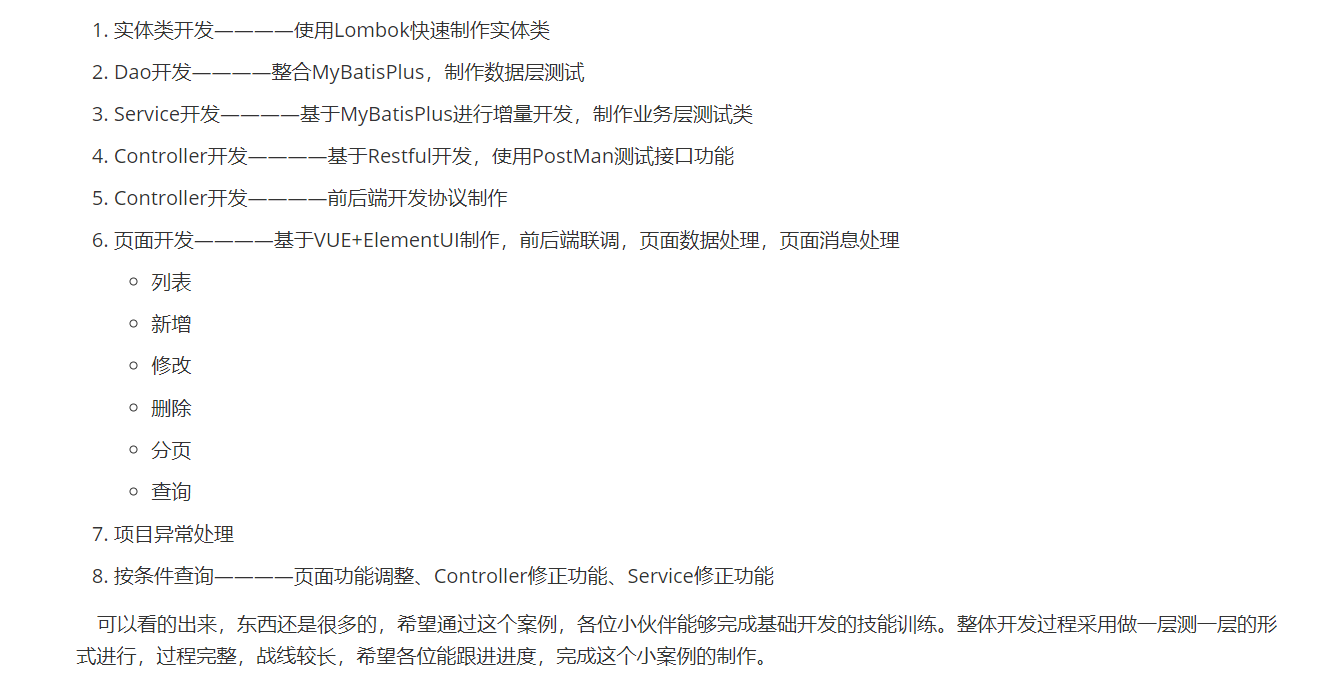 1. 实体类开发————使用Lombok快速制作实体类
2. Dao开发————整合MyBatisPlus，制作数据层测试
3. Service开发————基于MyBatisPlus进行增量开发，制作业务层测试类
4. Controller开发————基于Restful开发，使用PostMan测试接口功能
5. Controller开发————前后端开发协议制作
6. 页面开发————基于VUE+ElementUI制作，前后端联调，页面数据处理，页面消息处理
○ 列表
○ 新增
○ 修改
○ 删除
○ 分页
○ 查询
7. 项目异常处理
8. 按条件查询————页面功能调整、Controller修正功能、Service修正功能
可以看的出来，东西还是很多的，希望通过这个案例，各位小伙伴能够完成基础开发的技能训练。整体开发过程采用做一层测一层的形
式进行，过程完整，战线较长，希望各位能跟进进度，完成这个小案例的制作。